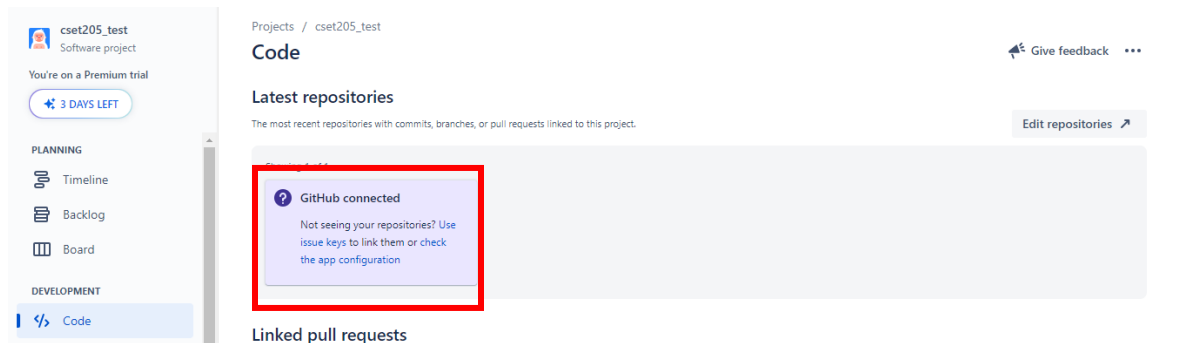 cset205_test
Software project
You're on a Premium trial
3 DAYS LEFT
PLANNING
Timeline
Backlog
Board
DEVELOPMENT
Code
Projects / cset205_test
Code
Give feedback
Latest repositories
The most recent repositories with commits, branches, or pull requests linked to this project.
Edit repositories
GitHub connected
Not seeing your repositories? Use
issue keys to link them or check
the app configuration
Linked pull requests